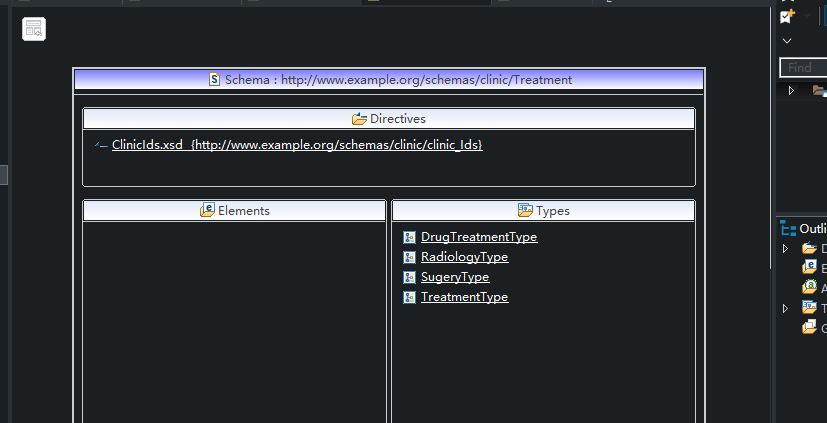 Schema : http://www.example.org/schemas/clinic/Treatment
Directives
ClinicIds.xsd {http://www.example.org/schemas/clinic/clinic_Ids}
Elements
Types
DrugTreatmentType
RadiologyType
SugeryType
TreatmentType
Find
Outli
D
E
A
T
G